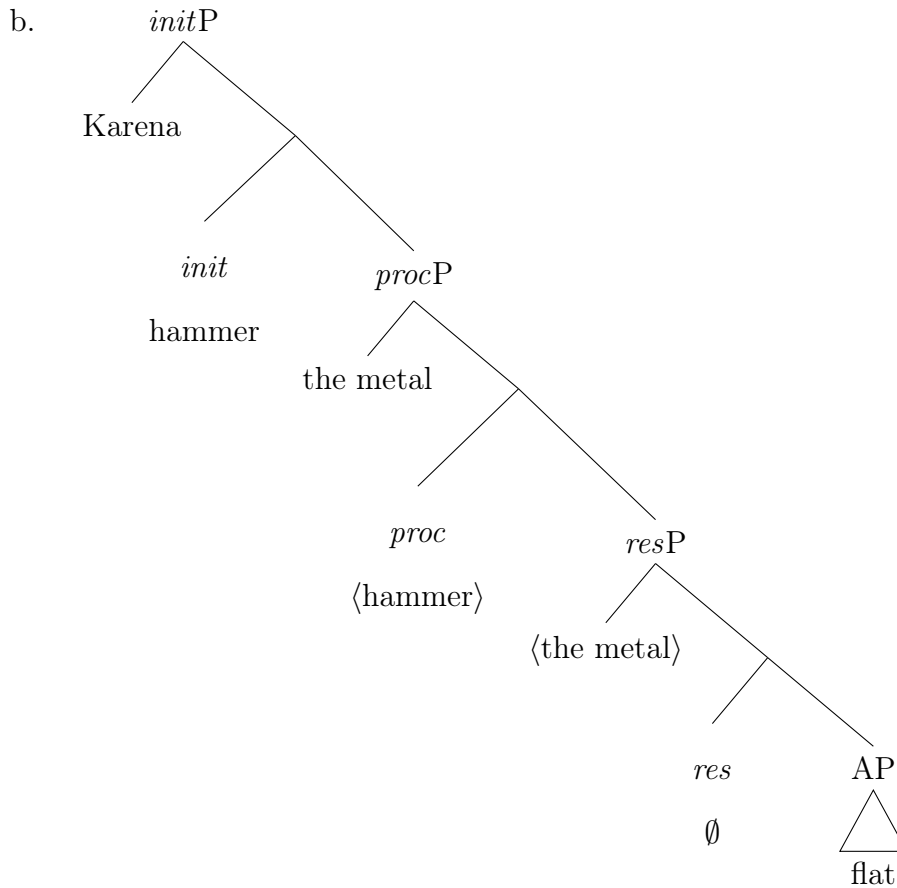 b.
initP
Karena
init
procP
hammer
the metal
proc
resP
⟨hammer⟩
⟨the metal⟩
res
AP
∅
flat